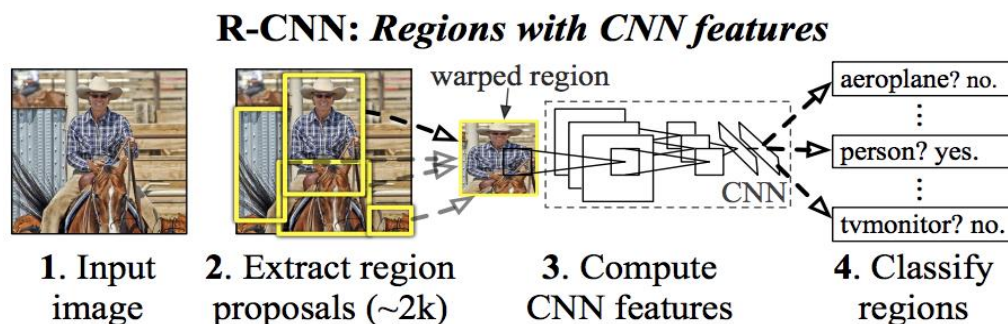 R-CNN: Regions with CNN features
warped region
aeroplane? no.
person? yes.
tvmonitor? no.
CNN
1. Input
image
2. Extract region
proposals (~2k)
3. Compute
CNN features
4. Classify
regions